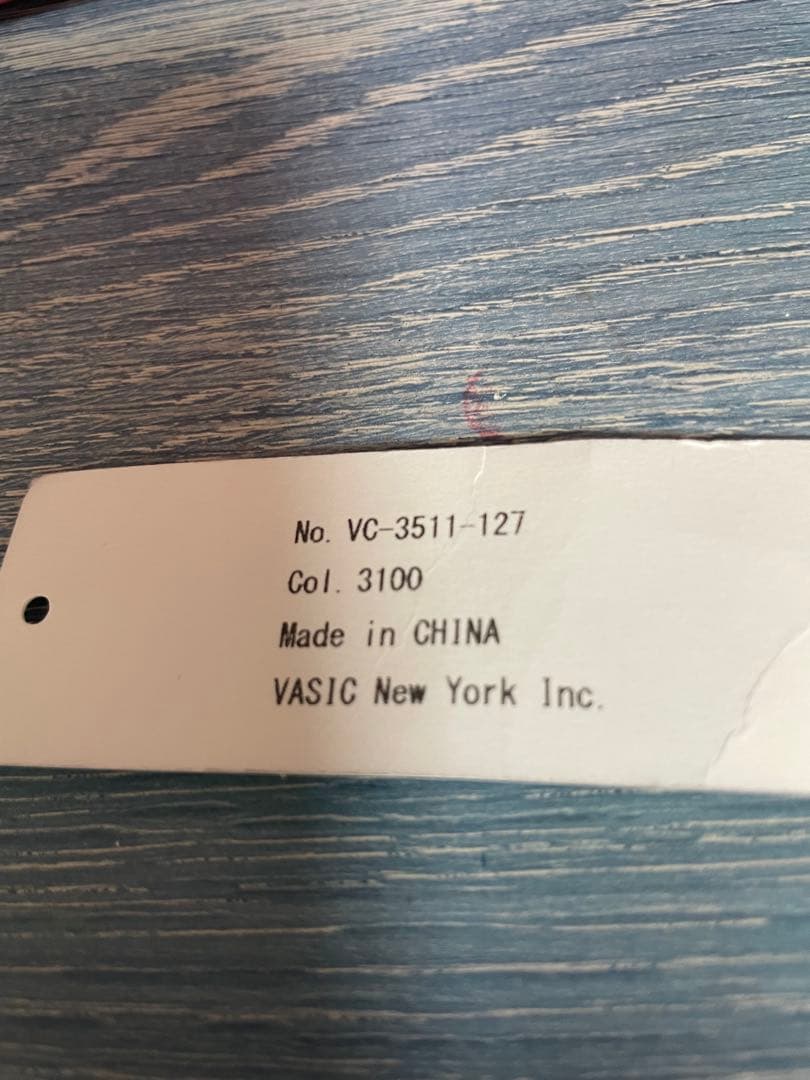 No. VC-3511-127
Col. 3100
Made in CHINA
VASIC New York Inc.